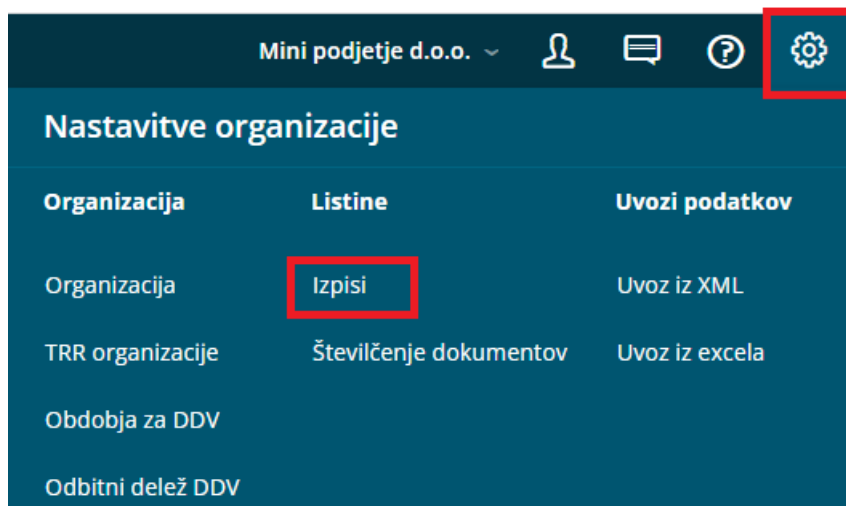 Mini podjetje d.o.o.
Nastavitve organizacije
Organizacija Listine Uvozi podatkov
Organizacija Izpisi Uvoz iz XML
TRR organizacije Številčenje dokumentov Uvoz iz excela
Obdobja za DDV
Odbitni delež DDV